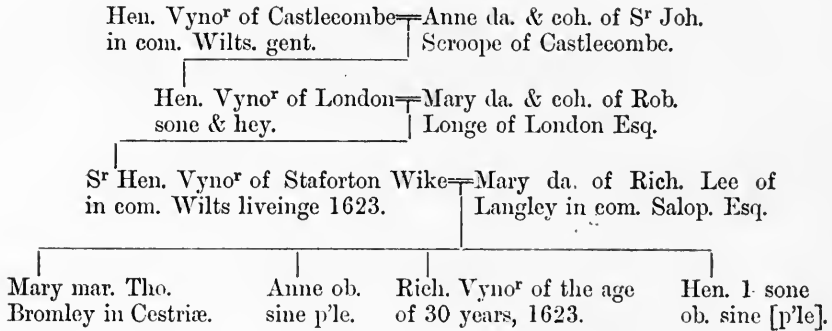 Hen. Vynoʳ of Castlecombe Anne da. & coh. of Sʳ Joh.
in com. Wilts. gent. Scroope of Castlecombe.
Hen. Vynoʳ of London Mary da. & coh. of Rob.
sone & hey. Longe of London Esq.
Sʳ Hen. Vynoʳ of Staforton Wike Mary da. of Rich. Lee of
in com. Wilts liveinge 1623. Langley in com. Salop. Esq.
Mary mar. Tho. Anne ob. Rich. Vynoʳ of the age Hen. 1 sone
Bromley in Cestriæ. sine p'le. of 30 years, 1623. ob. sine [p'le].